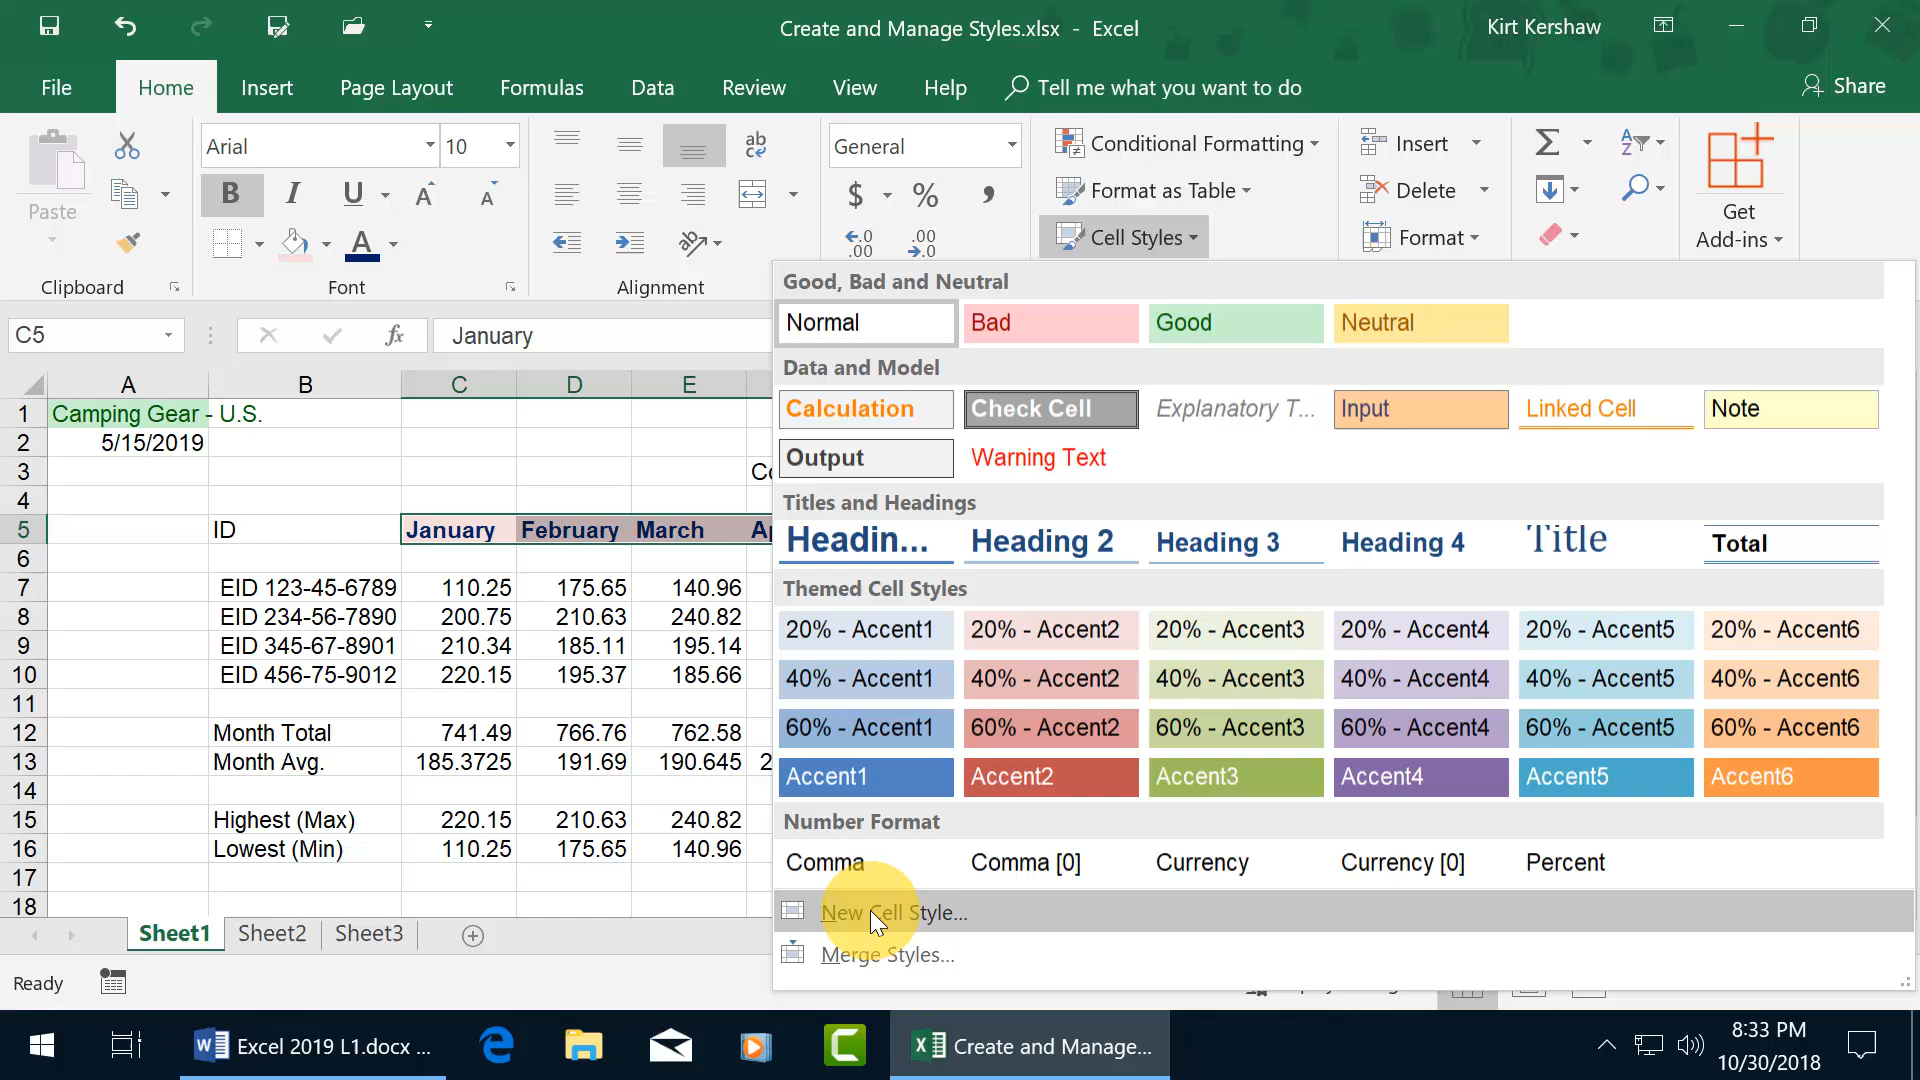 Create and Manage Styles.xlsx - Excel
Kirt Kershaw
File Home Insert Page Layout Formulas Data Review View Help Tell me what you want to do Share
Paste
Clipboard
Arial 10
B I U A A
A
Font
ab
c
Alignment
General
$ % ,
.0 .00
.00 .0
Conditional Formatting
Format as Table
Cell Styles
Insert
Delete
Format
Σ A Z
Get
Add-ins
C5 fx January
A B C D E
1 Camping Gear - U.S.
2 5/15/2019
3 Co
4
5 ID January February March Ap
6
7 EID 123-45-6789 110.25 175.65 140.96
8 EID 234-56-7890 200.75 210.63 240.82
9 EID 345-67-8901 210.34 185.11 195.14
10 EID 456-75-9012 220.15 195.37 185.66
11
12 Month Total 741.49 766.76 762.58
13 Month Avg. 185.3725 191.69 190.645 2
14
15 Highest (Max) 220.15 210.63 240.82
16 Lowest (Min) 110.25 175.65 140.96
17
18
Good, Bad and Neutral
Normal Bad Good Neutral
Data and Model
Calculation Check Cell Explanatory T... Input Linked Cell Note
Output Warning Text
Titles and Headings
Headin... Heading 2 Heading 3 Heading 4 Title Total
Themed Cell Styles
20% - Accent1 20% - Accent2 20% - Accent3 20% - Accent4 20% - Accent5 20% - Accent6
40% - Accent1 40% - Accent2 40% - Accent3 40% - Accent4 40% - Accent5 40% - Accent6
60% - Accent1 60% - Accent2 60% - Accent3 60% - Accent4 60% - Accent5 60% - Accent6
Accent1 Accent2 Accent3 Accent4 Accent5 Accent6
Number Format
Comma Comma [0] Currency Currency [0] Percent
New Cell Style...
Merge Styles...
Sheet1 Sheet2 Sheet3
Ready
Excel 2019 L1.docx ...
Create and Manage...
8:33 PM
10/30/2018